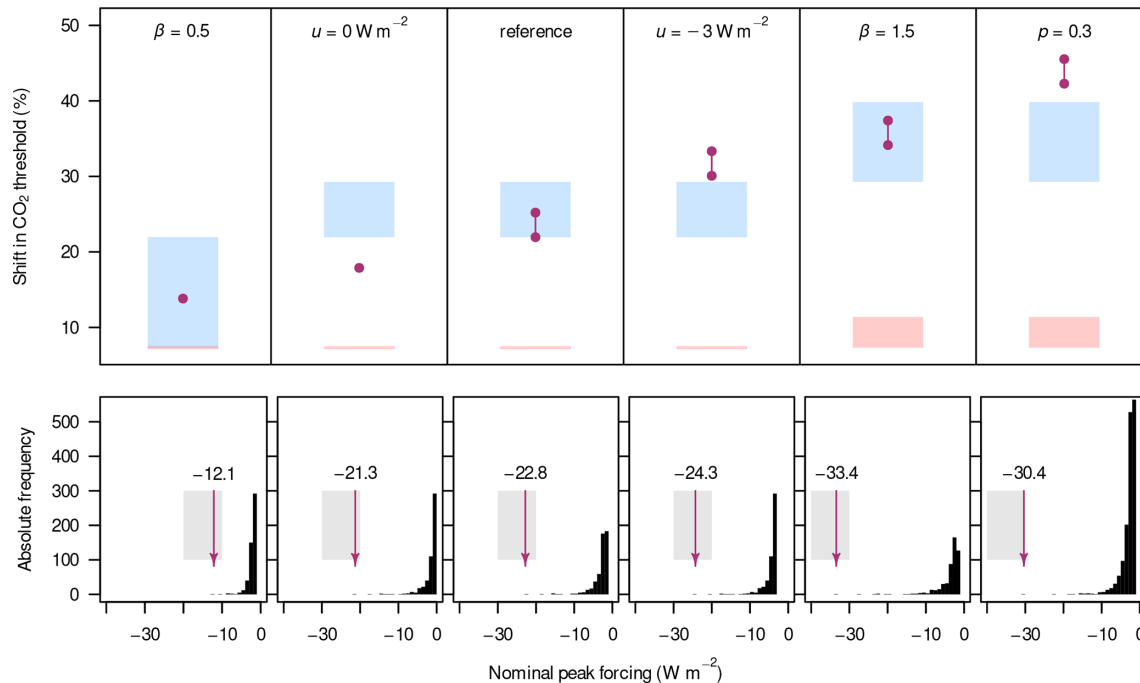 Shift in CO₂ threshold (%)
50
40
30
20
10
β = 0.5
u = 0 W m⁻²
reference
u = −3 W m⁻²
β = 1.5
p = 0.3
Absolute frequency
500
400
300
200
100
0
−12.1
−21.3
−22.8
−24.3
−33.4
−30.4
−30 −10 0
−30 −10 0
−30 −10 0
−30 −10 0
−30 −10 0
−30 −10 0
Nominal peak forcing (W m⁻²)